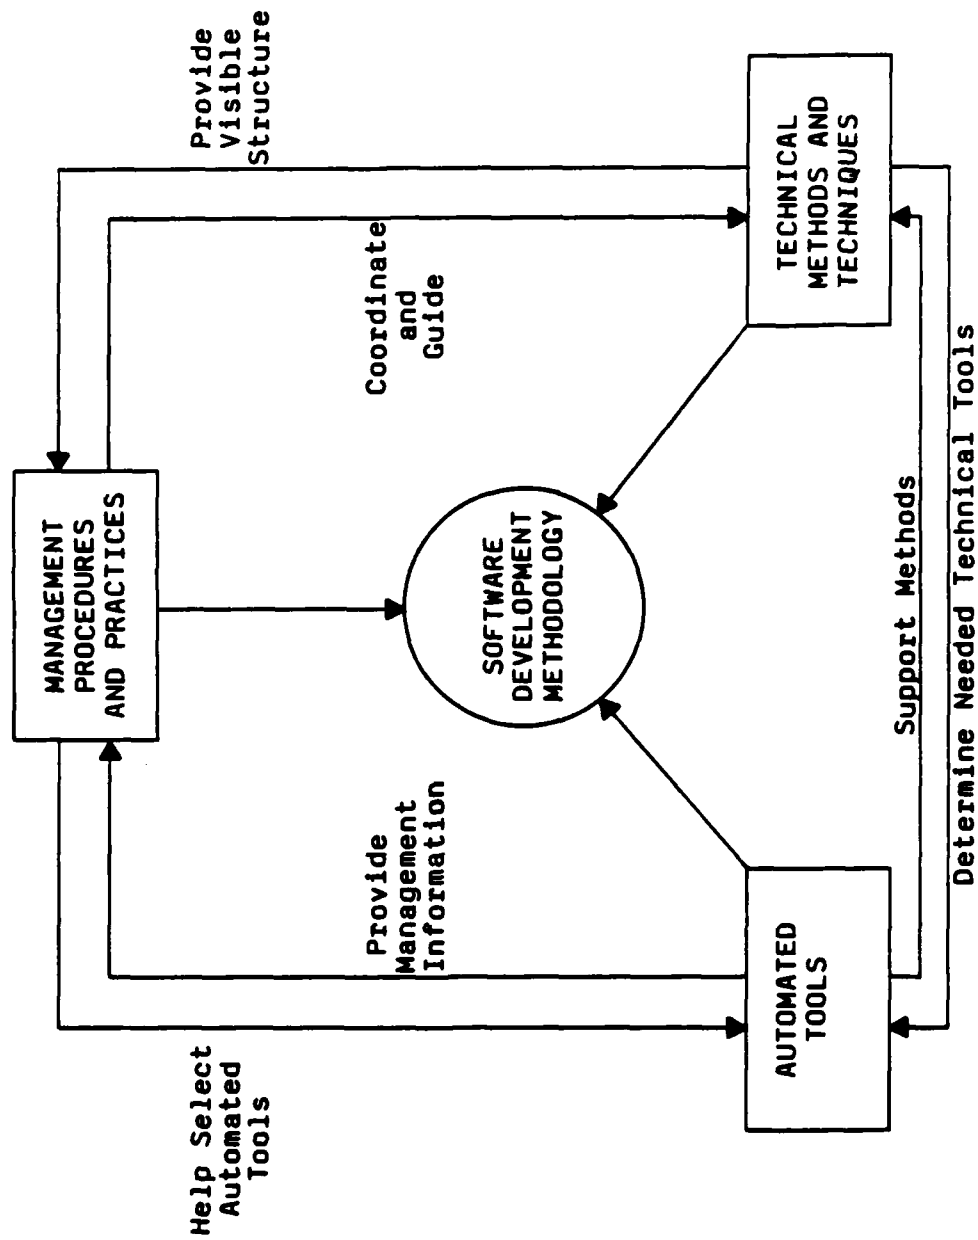 MANAGEMENT
PROCEDURES
AND PRACTICES
Help Select
Automated
Tools
Provide
Visible
Structure
Provide
Management
Information
Coordinate
and
Guide
SOFTWARE
DEVELOPMENT
METHODOLOGY
AUTOMATED
TOOLS
TECHNICAL
METHODS AND
TECHNIQUES
Support Methods
Determine Needed Technical Tools